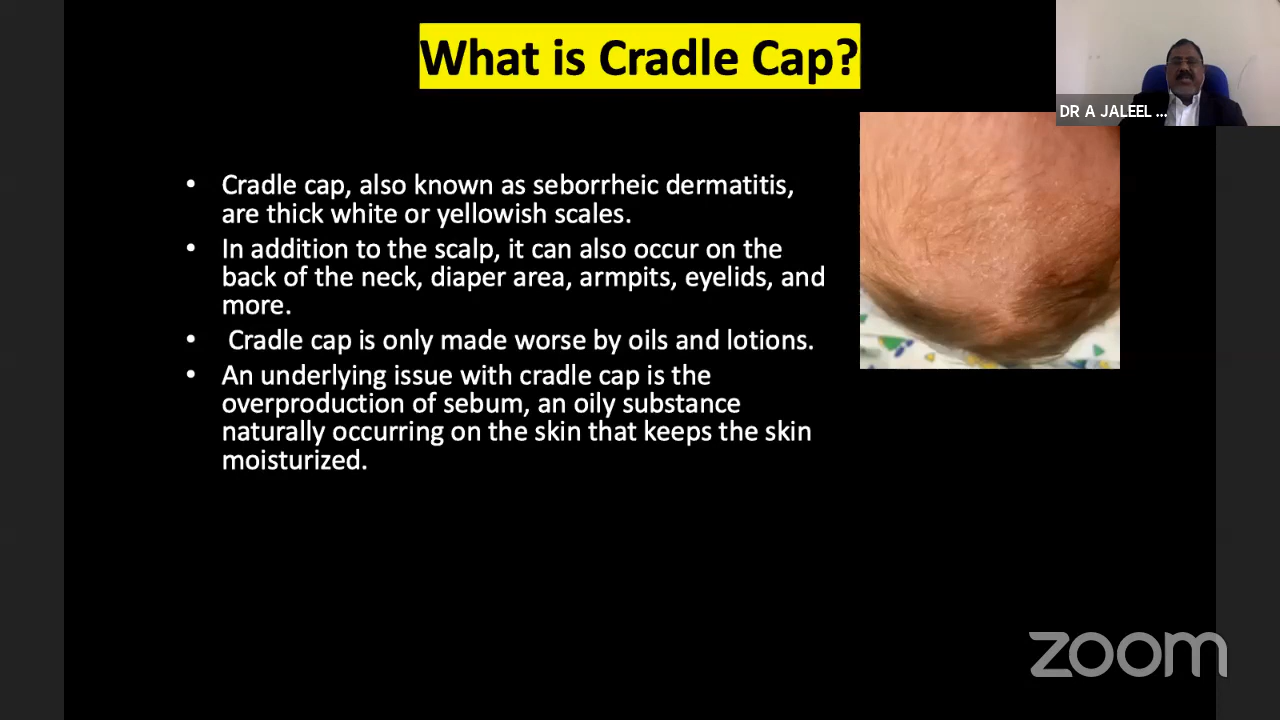 What is Cradle Cap?
DR A JALEEL ...
• Cradle cap, also known as seborrheic dermatitis,
are thick white or yellowish scales.
• In addition to the scalp, it can also occur on the
back of the neck, diaper area, armpits, eyelids, and
more.
• Cradle cap is only made worse by oils and lotions.
• An underlying issue with cradle cap is the
overproduction of sebum, an oily substance
naturally occurring on the skin that keeps the skin
moisturized.
zoom